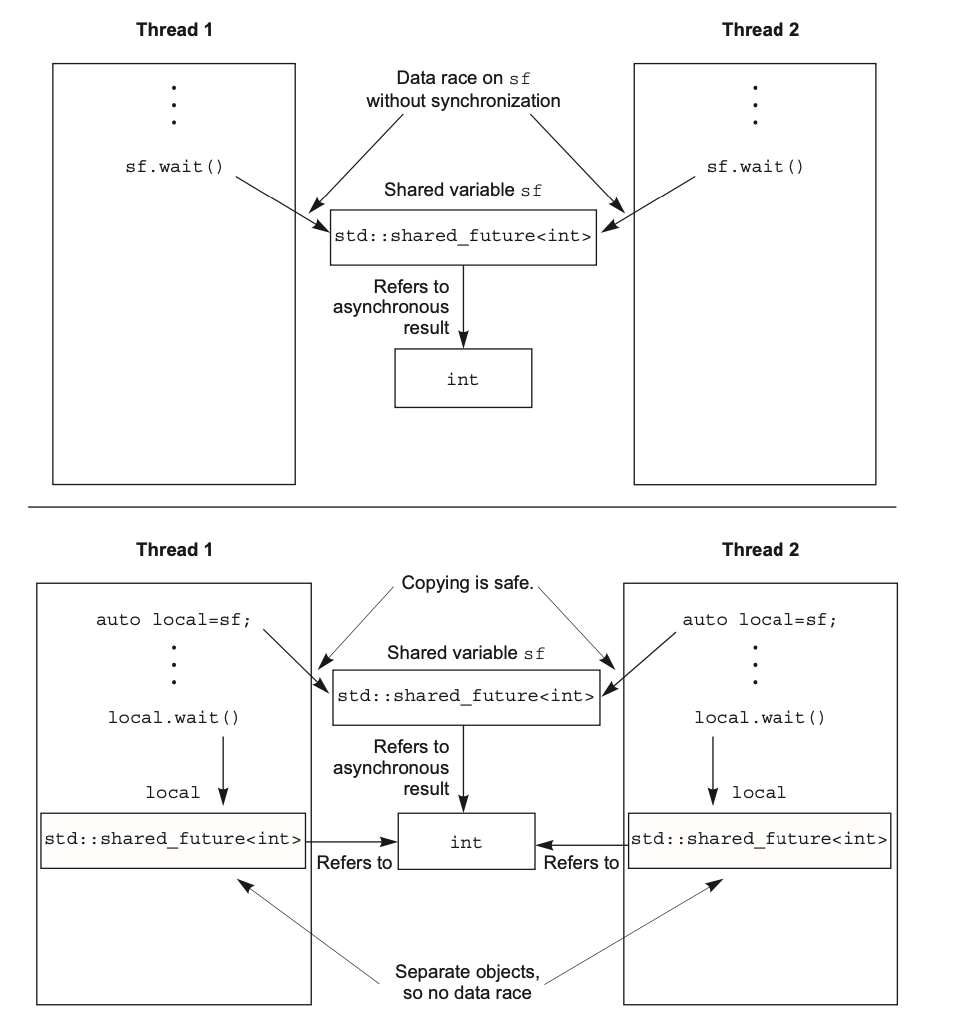 Thread 1
Thread 2
Data race on sf
without synchronization
sf.wait()
sf.wait()
Shared variable sf
std::shared_future<int>
Refers to
asynchronous
result
int
Thread 1
Thread 2
Copying is safe.
auto local=sf;
auto local=sf;
Shared variable sf
std::shared_future<int>
local.wait()
local.wait()
Refers to
asynchronous
result
local
local
std::shared_future<int>
int
std::shared_future<int>
Refers to
Refers to
Separate objects,
so no data race